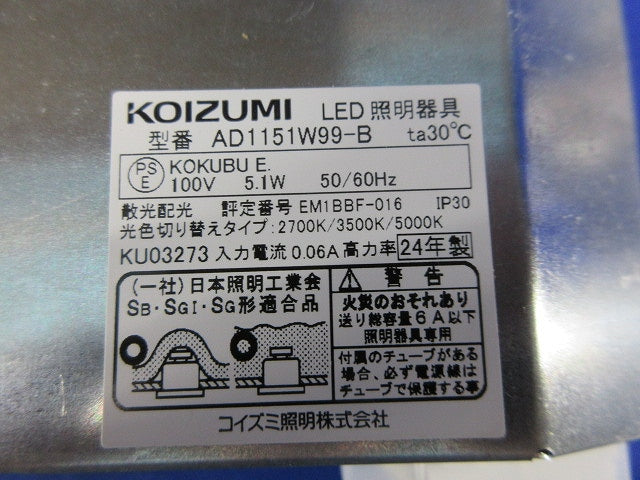 KOIZUMI LED 照明器具
型番 AD1151W99-B ta30℃
PS E KOKUBU E.
100V 5.1W 50/60Hz
散光配光 評定番号 EM1BBF-016 IP30
光色切り替えタイプ:2700K/3500K/5000K
KU03273 入力電流0.06A 高力率 24年製
(一社)日本照明工業会
SB・SGI・SG形適合品
警告
火災のおそれあり
送り総容量6A以下
照明器具専用
付属のチューブがある
場合、必ず電源線は
チューブで保護する事
コイズミ照明株式会社